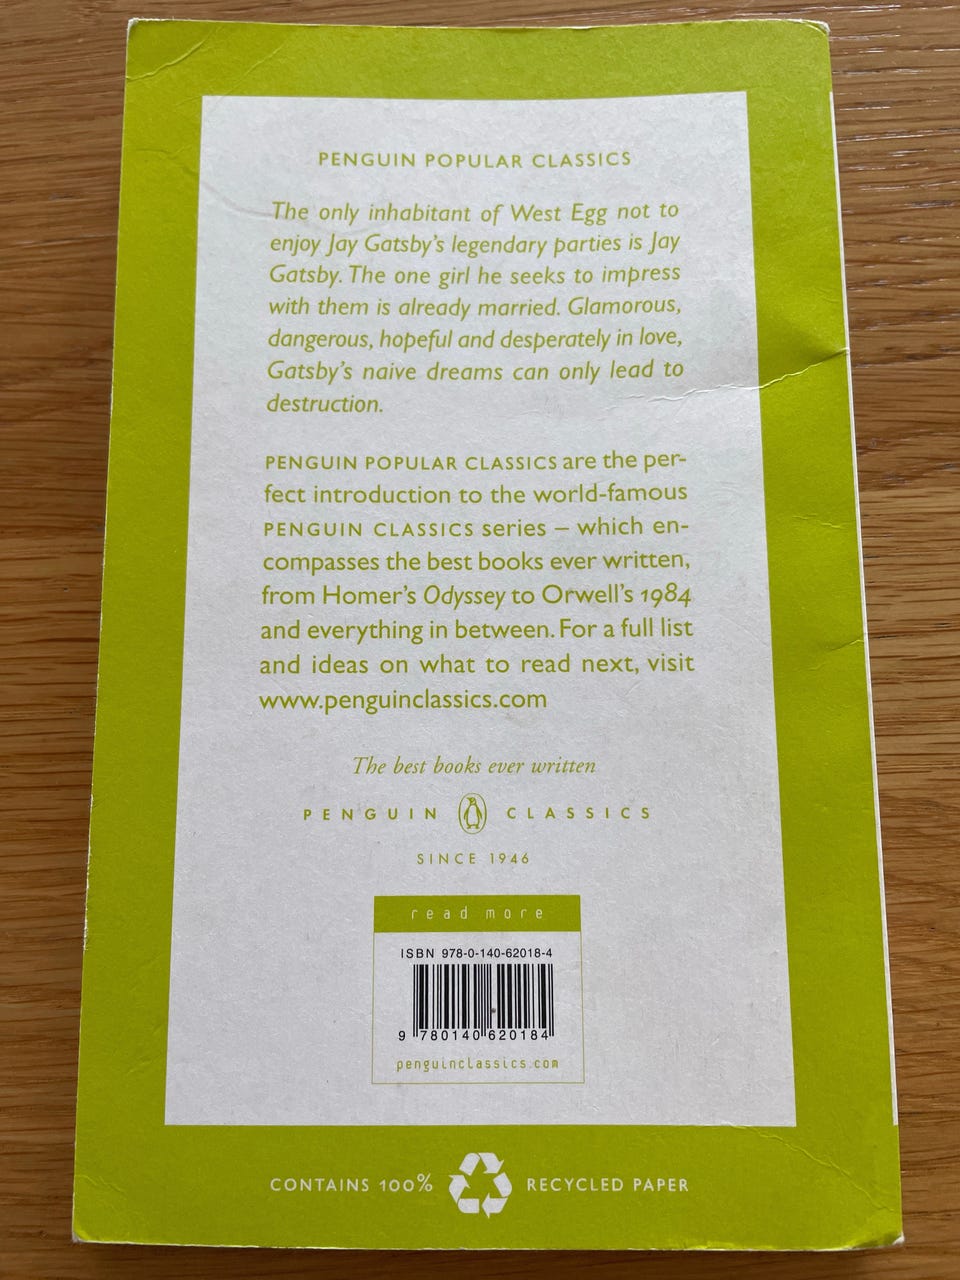 PENGUIN POPULAR CLASSICS
The only inhabitant of West Egg not to
enjoy Jay Gatsby's legendary parties is Jay
Gatsby. The one girl he seeks to impress
with them is already married. Glamorous,
dangerous, hopeful and desperately in love,
Gatsby's naive dreams can only lead to
destruction.
PENGUIN POPULAR CLASSICS are the per-
fect introduction to the world-famous
PENGUIN CLASSICS series – which en-
compasses the best books ever written,
from Homer's Odyssey to Orwell's 1984
and everything in between. For a full list
and ideas on what to read next, visit
www.penguinclassics.com
The best books ever written
PENGUIN CLASSICS
SINCE 1946
read more
ISBN 978-0-140-62018-4
9 780140 620184
penguinclassics.com
CONTAINS 100% RECYCLED PAPER